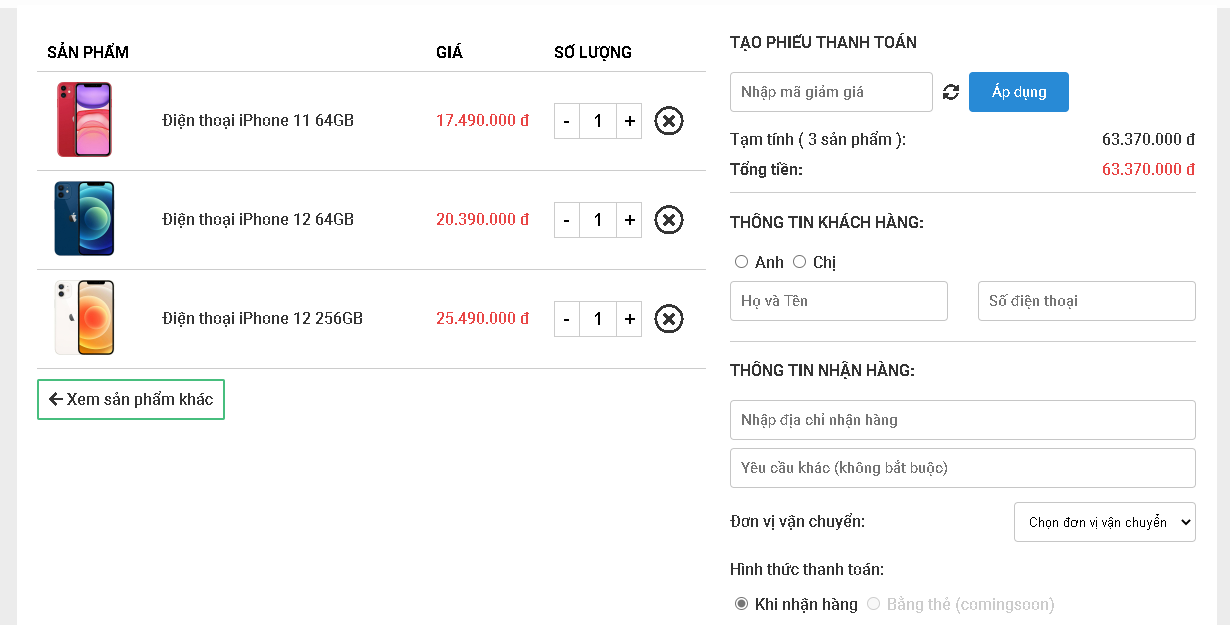 SẢN PHẨM GIÁ SỐ LƯỢNG
Điện thoại iPhone 11 64GB 17.490.000 đ - 1 +
Điện thoại iPhone 12 64GB 20.390.000 đ - 1 +
Điện thoại iPhone 12 256GB 25.490.000 đ - 1 +
Xem sản phẩm khác
TẠO PHIẾU THANH TOÁN
Nhập mã giảm giá Áp dụng
Tạm tính ( 3 sản phẩm ): 63.370.000 đ
Tổng tiền: 63.370.000 đ
THÔNG TIN KHÁCH HÀNG:
Anh Chị
Họ và Tên Số điện thoại
THÔNG TIN NHẬN HÀNG:
Nhập địa chỉ nhận hàng
Yêu cầu khác (không bắt buộc)
Đơn vị vận chuyển: Chọn đơn vị vận chuyển
Hình thức thanh toán:
Khi nhận hàng Bằng thẻ (comingsoon)